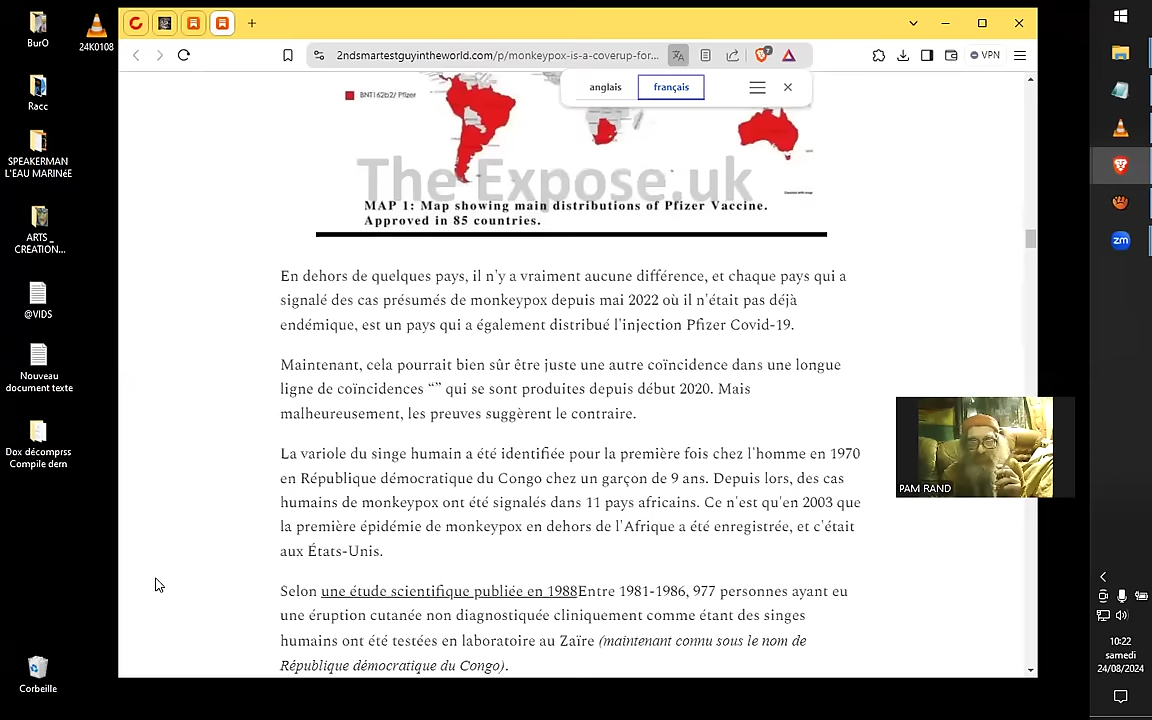 BurO
24K0108
Racc
SPEAKERMAN
L'EAU MARINéE
ARTS _
CREATION...
@VIDS
Nouveau
document texte
Dox décomprss
Compile dern
Corbeille
2ndsmartestguyintheworld.com/p/monkeypox-is-a-coverup-for...
VPN
anglais
français
BNT162b2/ Pfizer
The Expose.uk
MAP 1: Map showing main distributions of Pfizer Vaccine.
Approved in 85 countries.
En dehors de quelques pays, il n'y a vraiment aucune différence, et chaque pays qui a
signalé des cas présumés de monkeypox depuis mai 2022 où il n'était pas déjà
endémique, est un pays qui a également distribué l'injection Pfizer Covid-19.
Maintenant, cela pourrait bien sûr être juste une autre coïncidence dans une longue
ligne de coïncidences “” qui se sont produites depuis début 2020. Mais
malheureusement, les preuves suggèrent le contraire.
La variole du singe humain a été identifiée pour la première fois chez l'homme en 1970
en République démocratique du Congo chez un garçon de 9 ans. Depuis lors, des cas
humains de monkeypox ont été signalés dans 11 pays africains. Ce n'est qu'en 2003 que
la première épidémie de monkeypox en dehors de l'Afrique a été enregistrée, et c'était
aux États-Unis.
Selon une étude scientifique publiée en 1988Entre 1981-1986, 977 personnes ayant eu
une éruption cutanée non diagnostiquée cliniquement comme étant des singes
humains ont été testées en laboratoire au Zaïre (maintenant connu sous le nom de
République démocratique du Congo).
PAM RAND
zm
10:22
samedi
24/08/2024